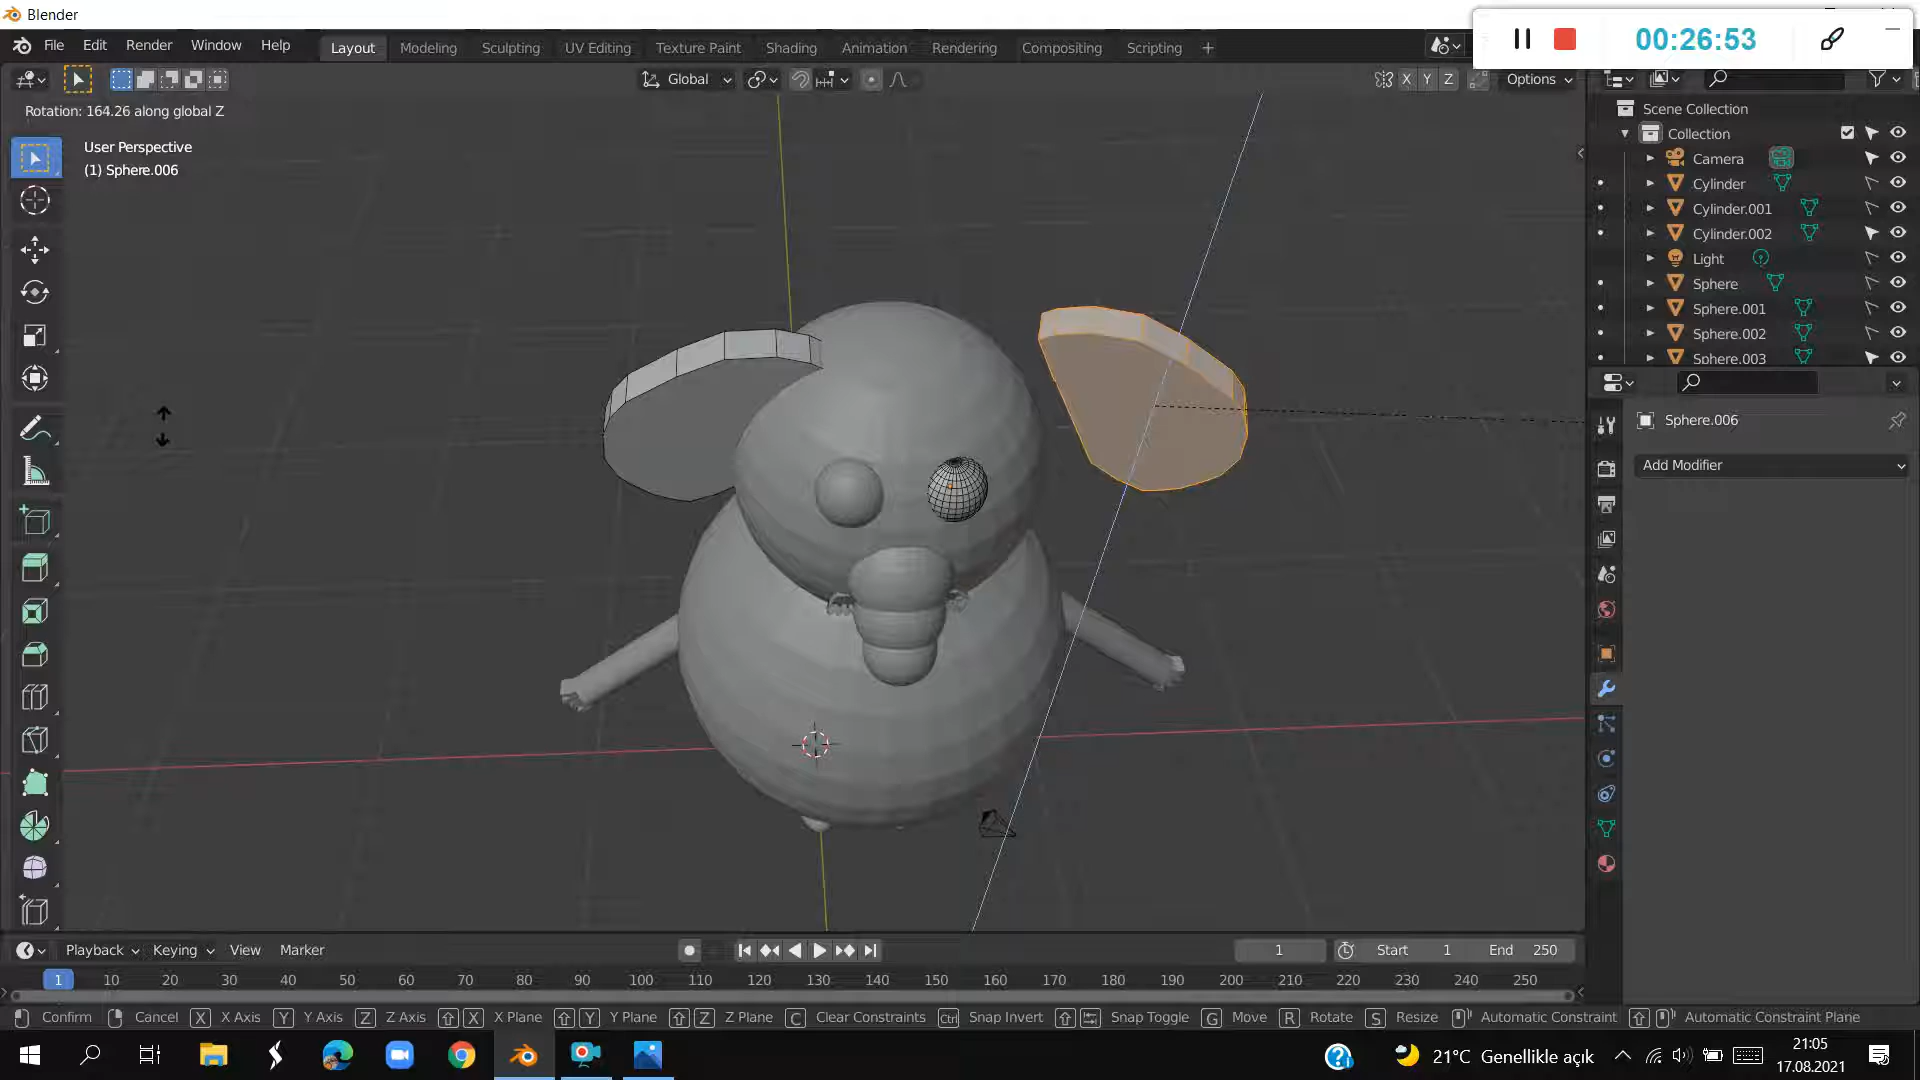 Blender
00:26:53
File Edit Render Window Help
Layout Modeling Sculpting UV Editing Texture Paint Shading Animation Rendering Compositing Scripting
Global
X Y Z Options
Rotation: 164.26 along global Z
User Perspective
(1) Sphere.006
Scene Collection
Collection
Camera
Cylinder
Cylinder.001
Cylinder.002
Light
Sphere
Sphere.001
Sphere.002
Sphere.003
Sphere.006
Add Modifier
Playback Keying View Marker
1 Start 1 End 250
1 10 20 30 40 50 60 70 80 90 100 110 120 130 140 150 160 170 180 190 200 210 220 230 240 250
Confirm Cancel X X Axis Y Y Axis Z Z Axis X X Plane Y Y Plane Z Z Plane C Clear Constraints Ctrl Snap Invert Snap Toggle G Move R Rotate S Resize Automatic Constraint Automatic Constraint Plane
21°C Genellikle açık
21:05
17.08.2021